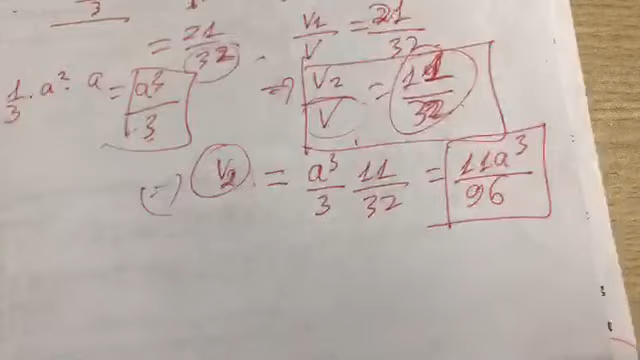 3
= 21/32 . V1/V = 21/32
1/3 . a² . a = a³/3 => V2/V = 11/32
(=>) V2 = a³/3 11/32 = 11a³/96